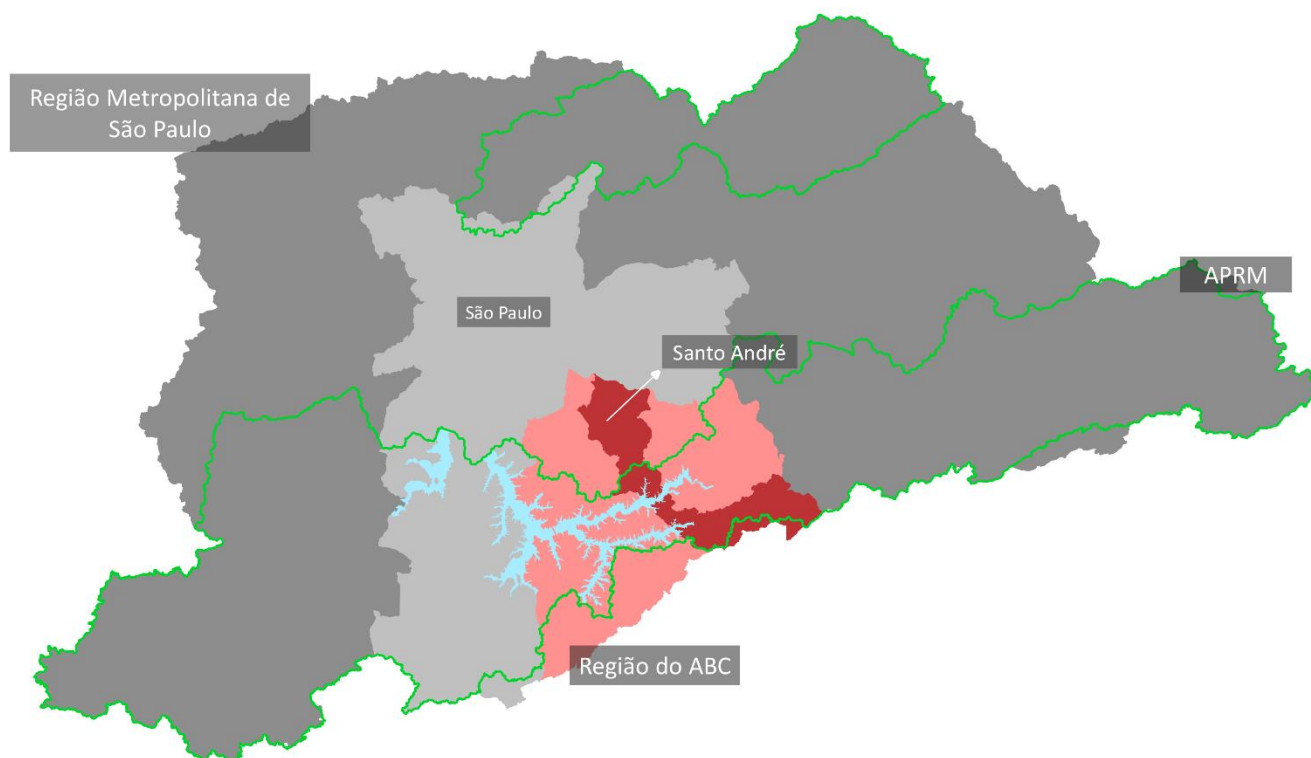 Região Metropolitana de
São Paulo
APRM
São Paulo
Santo André
Região do ABC